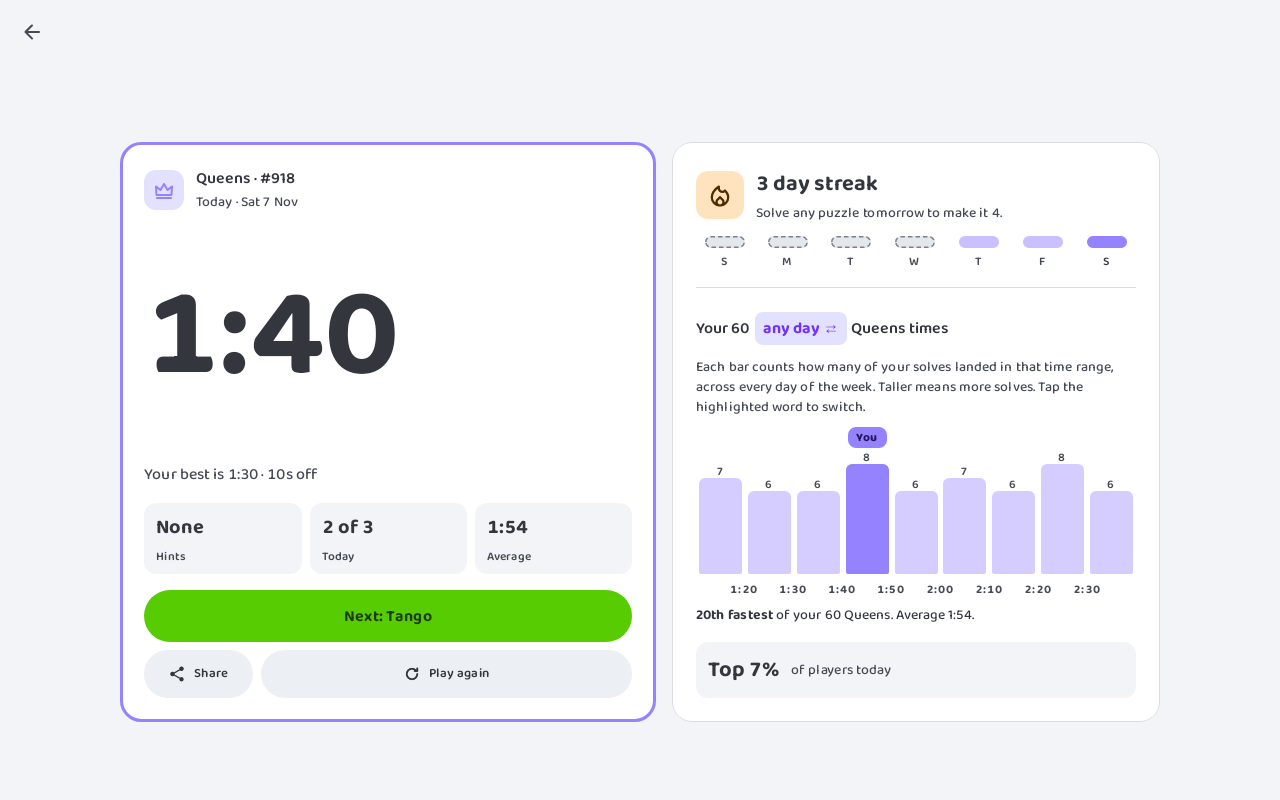 Queens · #918
Today · Sat 7 Nov
1:40
Your best is 1:30 · 10s off
None
Hints
2 of 3
Today
1:54
Average
Next: Tango
Share
Play again
3 day streak
Solve any puzzle tomorrow to make it 4.
S M T W T F S
Your 60 any day Queens times
Each bar counts how many of your solves landed in that time range,
across every day of the week. Taller means more solves. Tap the
highlighted word to switch.
You
7 6 6 8 6 7 6 8 6
1:20 1:30 1:40 1:50 2:00 2:10 2:20 2:30
20th fastest of your 60 Queens. Average 1:54.
Top 7% of players today